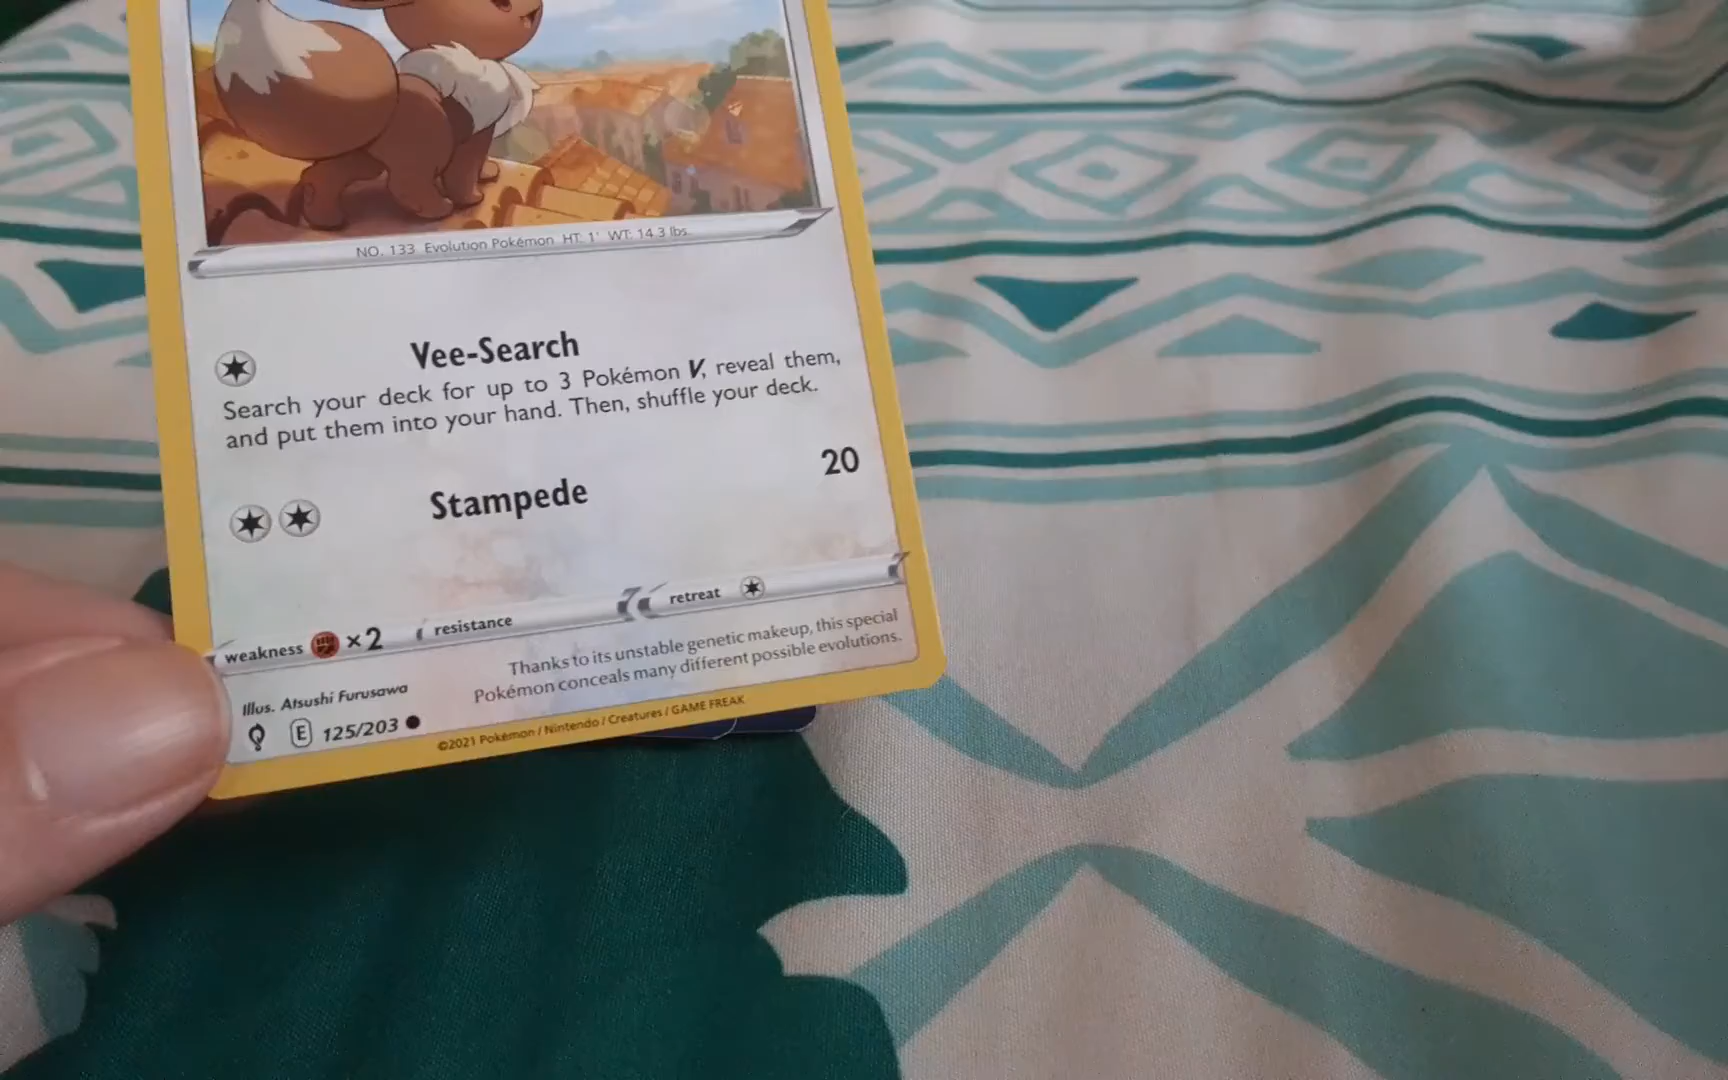 NO. 133 Evolution Pokémon HT: 1' WT: 14.3 lbs.
Vee-Search
Search your deck for up to 3 Pokémon V, reveal them,
and put them into your hand. Then, shuffle your deck.
Stampede 20
weakness ×2 resistance retreat
Thanks to its unstable genetic makeup, this special
Pokémon conceals many different possible evolutions.
Illus. Atsushi Furusawa
E 125/203
©2021 Pokémon / Nintendo / Creatures / GAME FREAK